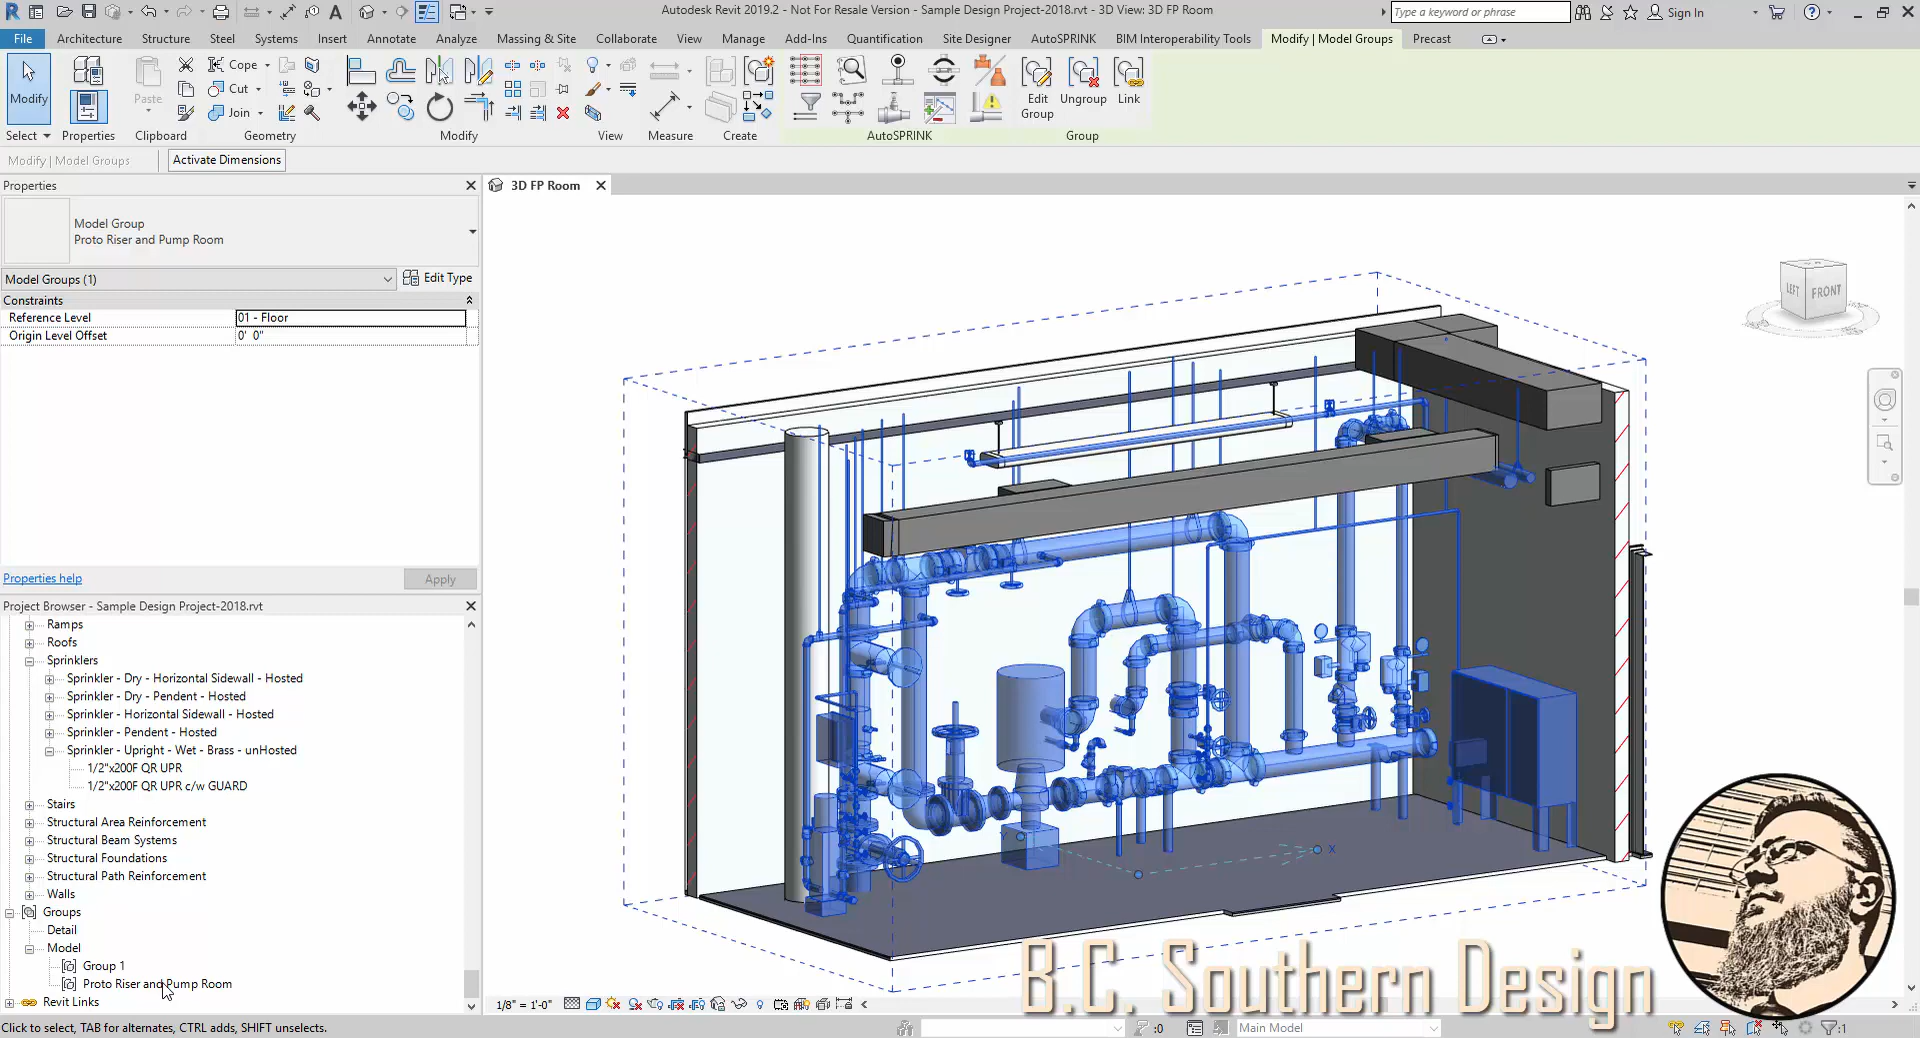 Autodesk Revit 2019.2 - Not For Resale Version - Sample Design Project-2018.rvt - 3D View: 3D FP Room
Type a keyword or phrase
Sign In
File Architecture Structure Steel Systems Insert Annotate Analyze Massing & Site Collaborate View Manage Add-Ins Quantification Site Designer AutoSPRINK BIM Interoperability Tools Modify | Model Groups Precast
Modify
Paste
Cope
Cut
Join
Edit Group
Ungroup
Link
Select Properties Clipboard Geometry Modify View Measure Create AutoSPRINK Group
Modify | Model Groups Activate Dimensions
Properties
3D FP Room
Model Group
Proto Riser and Pump Room
Model Groups (1) Edit Type
Constraints
Reference Level 01 - Floor
Origin Level Offset 0' 0"
Properties help Apply
LEFT FRONT
Project Browser - Sample Design Project-2018.rvt
Ramps
Roofs
Sprinklers
Sprinkler - Dry - Horizontal Sidewall - Hosted
Sprinkler - Dry - Pendent - Hosted
Sprinkler - Horizontal Sidewall - Hosted
Sprinkler - Pendent - Hosted
Sprinkler - Upright - Wet - Brass - unHosted
1/2"x200F QR UPR
1/2"x200F QR UPR c/w GUARD
Stairs
Structural Area Reinforcement
Structural Beam Systems
Structural Foundations
Structural Path Reinforcement
Walls
Groups
Detail
Model
Group 1
Proto Riser and Pump Room
Revit Links
X
1/8" = 1'-0"
B.C. Southern Design
Click to select, TAB for alternates, CTRL adds, SHIFT unselects.
:0
Main Model
:1